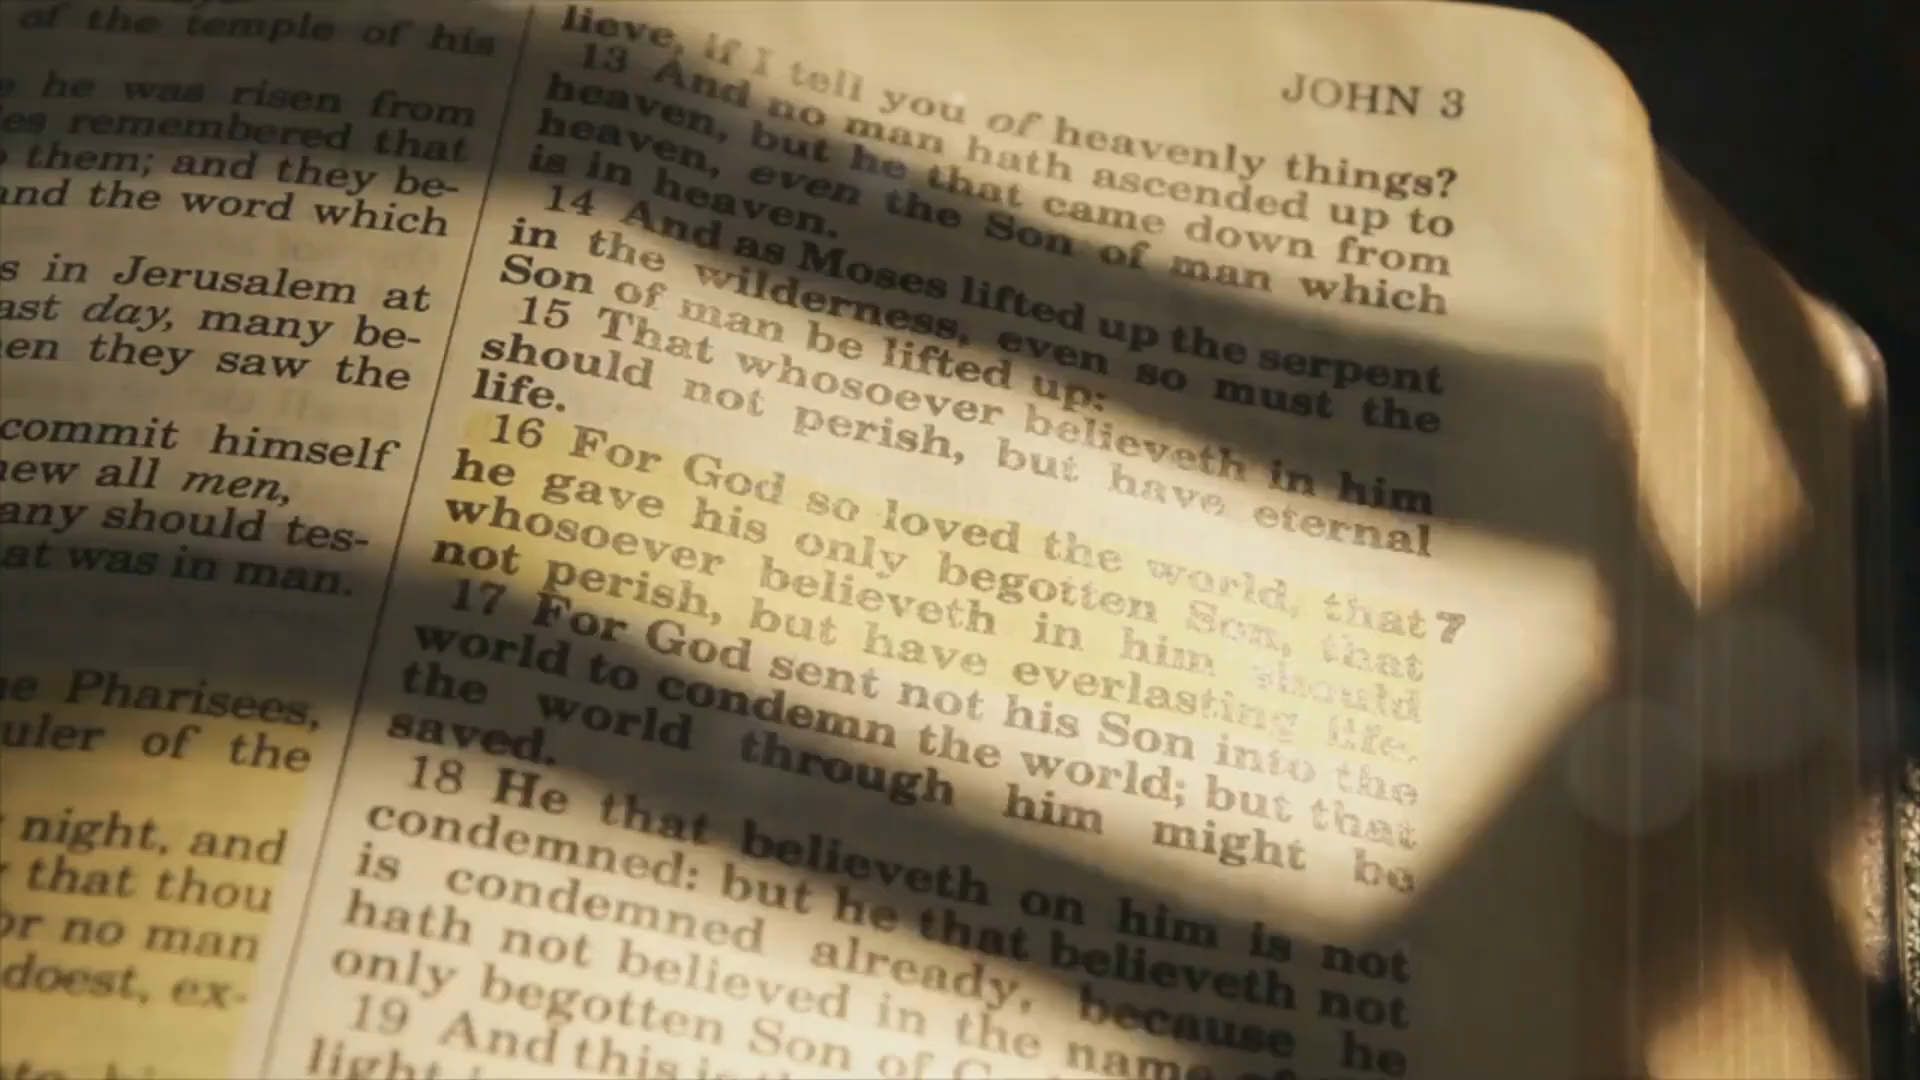 of the temple of his
he was risen from
remembered that
them; and they be-
and the word which
s in Jerusalem at
ast day, many be-
en they saw the
commit himself
new all men,
any should tes-
at was in man.
e Pharisees,
uler of the
night, and
that thou
or no man
doest, ex-
JOHN 3
lieve, if I tell you of heavenly things?
13 And no man hath ascended up to
heaven, but he that came down from
heaven, even the Son of man which
is in heaven.
14 And as Moses lifted up the serpent
in the wilderness, even so must the
Son of man be lifted up:
15 That whosoever believeth in him
should not perish, but have eternal
life.
16 For God so loved the world, that 7
he gave his only begotten Son, that
whosoever believeth in him should
not perish, but have everlasting life.
17 For God sent not his Son into the
world to condemn the world; but that
the world through him might be
saved.
18 He that believeth on him is not
condemned: but he that believeth not
is condemned already, because he
hath not believed in the name of
only begotten Son of
19 And this is
light